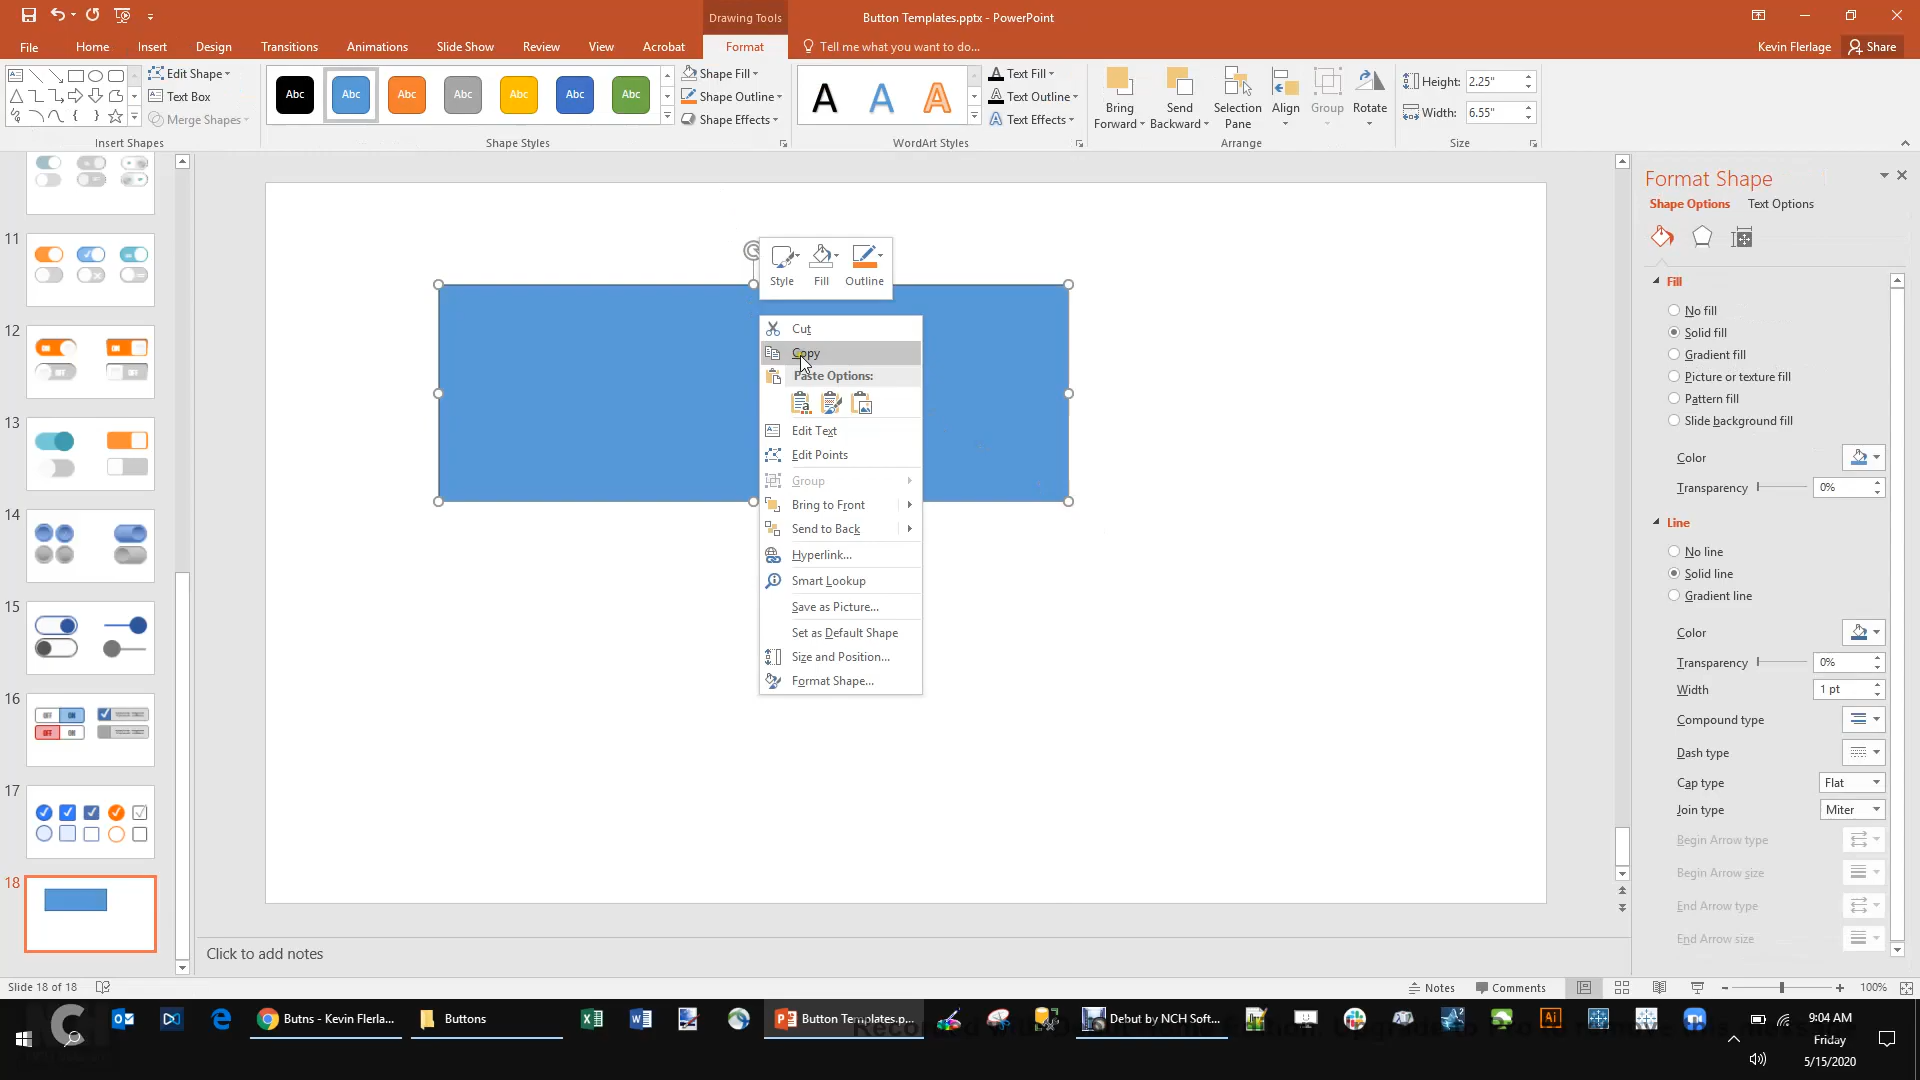 Drawing Tools
Button Templates.pptx - PowerPoint
File Home Insert Design Transitions Animations Slide Show Review View Acrobat Format Tell me what you want to do...
Kevin Flerlage Share
Edit Shape
Text Box
Merge Shapes
Insert Shapes
Abc Abc Abc Abc Abc Abc Abc
Shape Fill
Shape Outline
Shape Effects
Shape Styles
A A A
Text Fill
Text Outline
Text Effects
WordArt Styles
Bring Forward
Send Backward
Selection Pane
Align
Group
Rotate
Arrange
Height: 2.25"
Width: 6.55"
Size
11
12
13
14
15
16
17
18
Style Fill Outline
Cut
Copy
Paste Options:
Edit Text
Edit Points
Group
Bring to Front
Send to Back
Hyperlink...
Smart Lookup
Save as Picture...
Set as Default Shape
Size and Position...
Format Shape...
Format Shape
Shape Options Text Options
Fill
No fill
Solid fill
Gradient fill
Picture or texture fill
Pattern fill
Slide background fill
Color
Transparency 0%
Line
No line
Solid line
Gradient line
Color
Transparency 0%
Width 1 pt
Compound type
Dash type
Cap type Flat
Join type Miter
Begin Arrow type
Begin Arrow size
End Arrow type
End Arrow size
Click to add notes
Slide 18 of 18
Notes Comments 100%
Butns - Kevin Flerla...
Buttons
Button Templates.p...
Debut by NCH Soft...
9:04 AM
Friday
5/15/2020